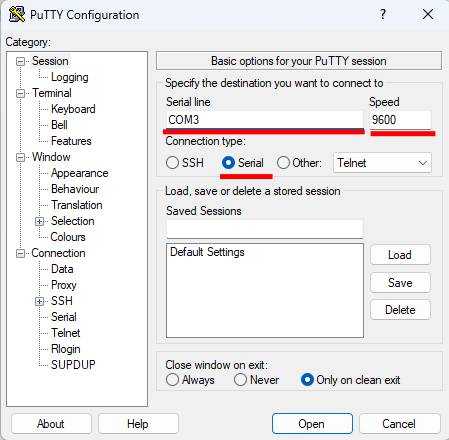 PuTTY Configuration
Category:
Session
Logging
Terminal
Keyboard
Bell
Features
Window
Appearance
Behaviour
Translation
Selection
Colours
Connection
Data
Proxy
SSH
Serial
Telnet
Rlogin
SUPDUP
Basic options for your PuTTY session
Specify the destination you want to connect to
Serial line Speed
COM3 9600
Connection type:
SSH Serial Other: Telnet
Load, save or delete a stored session
Saved Sessions
Default Settings
Load
Save
Delete
Close window on exit:
Always Never Only on clean exit
About Help Open Cancel